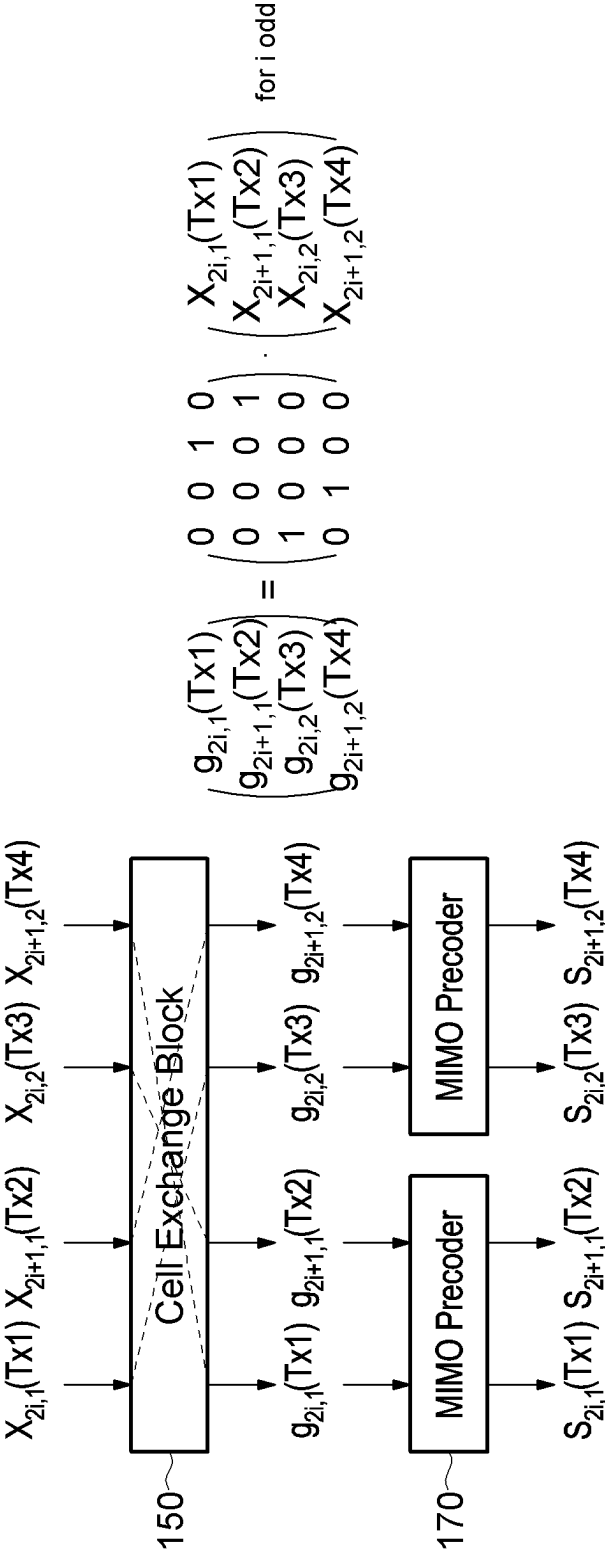 X2i,1(Tx1) X2i+1,1(Tx2) X2i,2(Tx3) X2i+1,2(Tx4)
150
Cell Exchange Block
g2i,1(Tx1) g2i+1,1(Tx2) g2i,2(Tx3) g2i+1,2(Tx4)
170
MIMO Precoder MIMO Precoder
S2i,1(Tx1) S2i+1,1(Tx2) S2i,2(Tx3) S2i+1,2(Tx4)
g2i,1(Tx1) 0 0 1 0 X2i,1(Tx1)
g2i+1,1(Tx2) 0 0 0 1 X2i+1,1(Tx2)
g2i,2(Tx3) = 1 0 0 0 · X2i,2(Tx3) for i odd
g2i+1,2(Tx4) 0 1 0 0 X2i+1,2(Tx4)